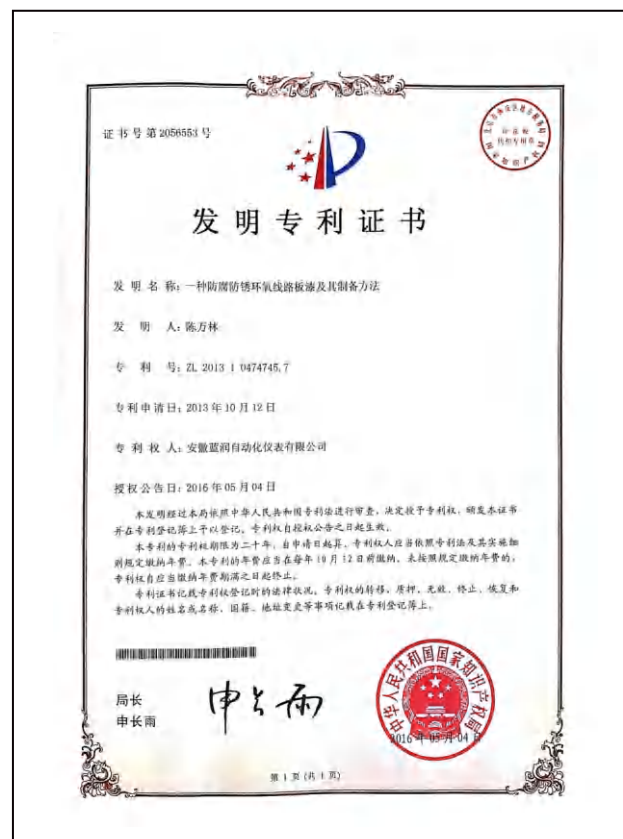 证书号第2056553号
发明专利证书
发明名称：一种防腐防锈环氧线路板漆及其制备方法
发明人：陈万林
专利号：ZL 2013 1 0474745.7
专利申请日：2013年10月12日
专利权人：安徽蓝润自动化仪表有限公司
授权公告日：2016年05月04日
本发明经过本局依照中华人民共和国专利法进行审查，决定授予专利权，颁发本证书
并在专利登记簿上予以登记。专利权自授权公告之日起生效。
本专利的专利权期限为二十年，自申请日起算。专利权人应当依照专利法及其实施细
则规定缴纳年费。本专利的年费应当在每年10月12日前缴纳。未按照规定缴纳年费的，
专利权自应当缴纳年费期满之日起终止。
专利证书记载专利权登记时的法律状况。专利权的转移、质押、无效、终止、恢复和
专利权人的姓名或名称、国籍、地址变更等事项记载在专利登记簿上。
局长
申长雨
申长雨
中华人民共和国国家知识产权局
2016年05月04日
第1页(共1页)